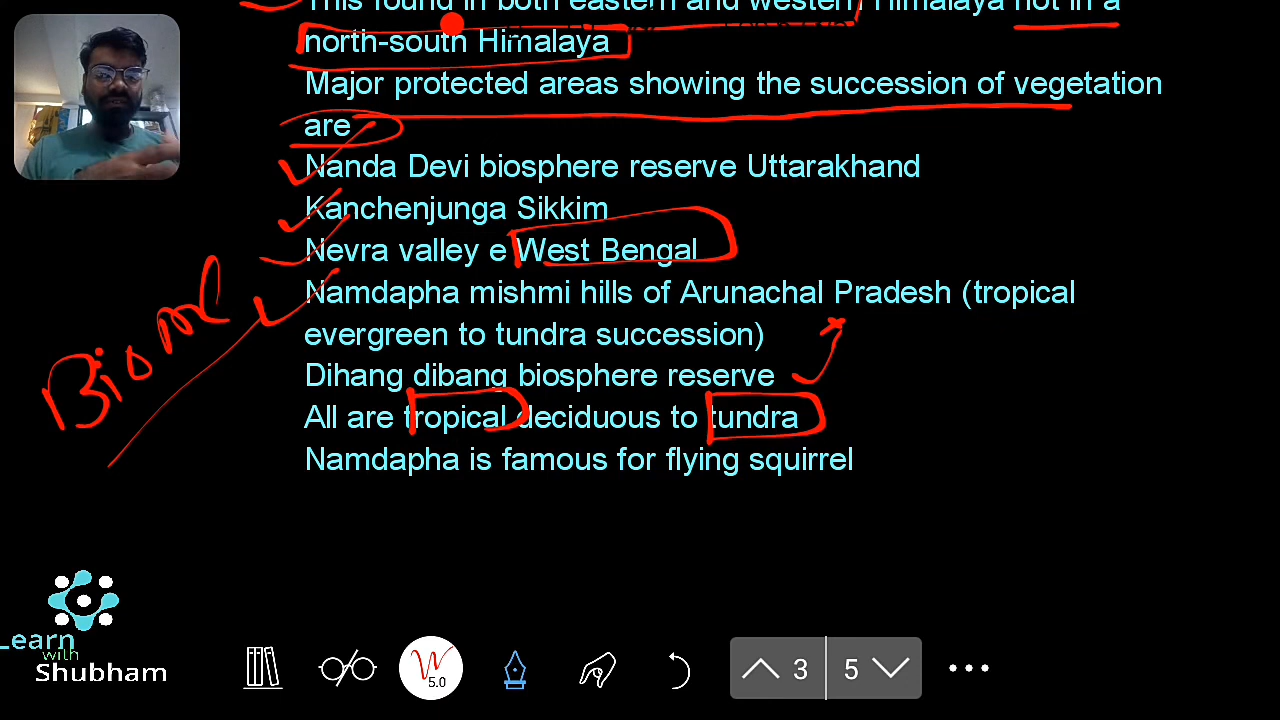 This found in both eastern and western Himalaya not in a
north-south Himalaya
Major protected areas showing the succession of vegetation
are
Nanda Devi biosphere reserve Uttarakhand
Kanchenjunga Sikkim
Nevra valley e West Bengal
Namdapha mishmi hills of Arunachal Pradesh (tropical
evergreen to tundra succession)
Dihang dibang biosphere reserve
All are tropical deciduous to tundra
Namdapha is famous for flying squirrel
Learn
with
Shubham
W
5.0
3 5